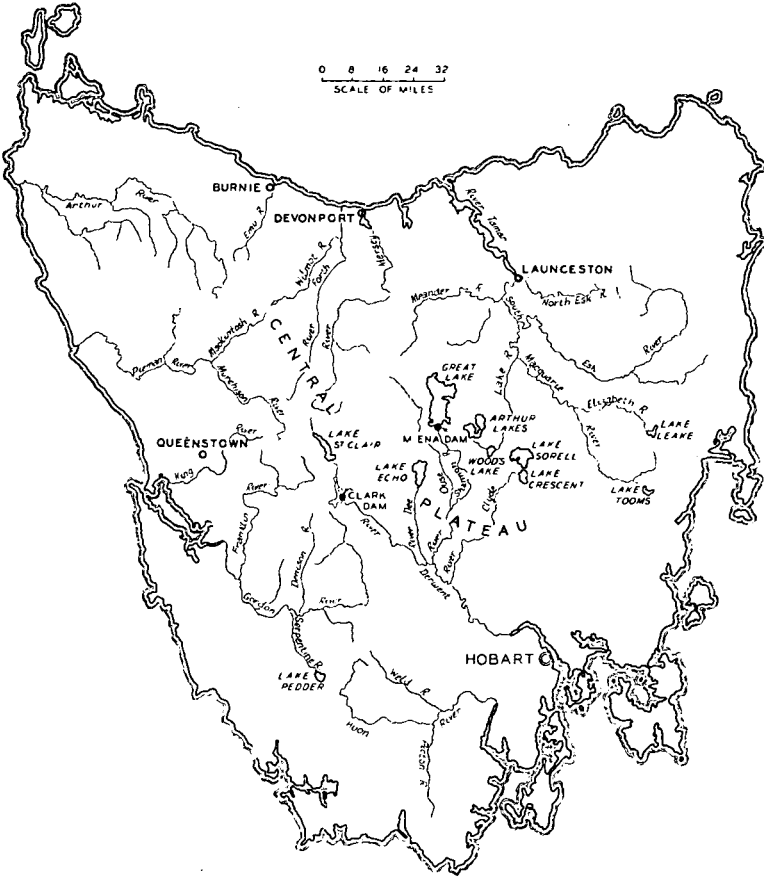 0 8 16 24 32
SCALE OF MILES
BURNIE
DEVONPORT
Arthur River
Emu R
Mersey
River Tamar
LAUNCESTON
North Esk R
Wilmot R
Forth River
River
Meander R
South Esk River
Mackintosh R
Pieman River
Murchison River
CENTRAL
PLATEAU
GREAT
LAKE
Lake R
Macquarie River
Elizabeth R
ARTHUR
LAKES
MIENA DAM
LAKE
LEAKE
QUEENSTOWN
King River
LAKE
ST CLAIR
WOOD'S
LAKE
LAKE
SORELL
LAKE
CRESCENT
LAKE
ECHO
LAKE
TOOMS
CLARK
DAM
Franklin River
Dee River
Ouse River
Shannon
Clyde River
Derwent River
Denison R
Gordon River
Serpentine R
LAKE
PEDDER
HOBART
Weld R
Huon River
Picton R